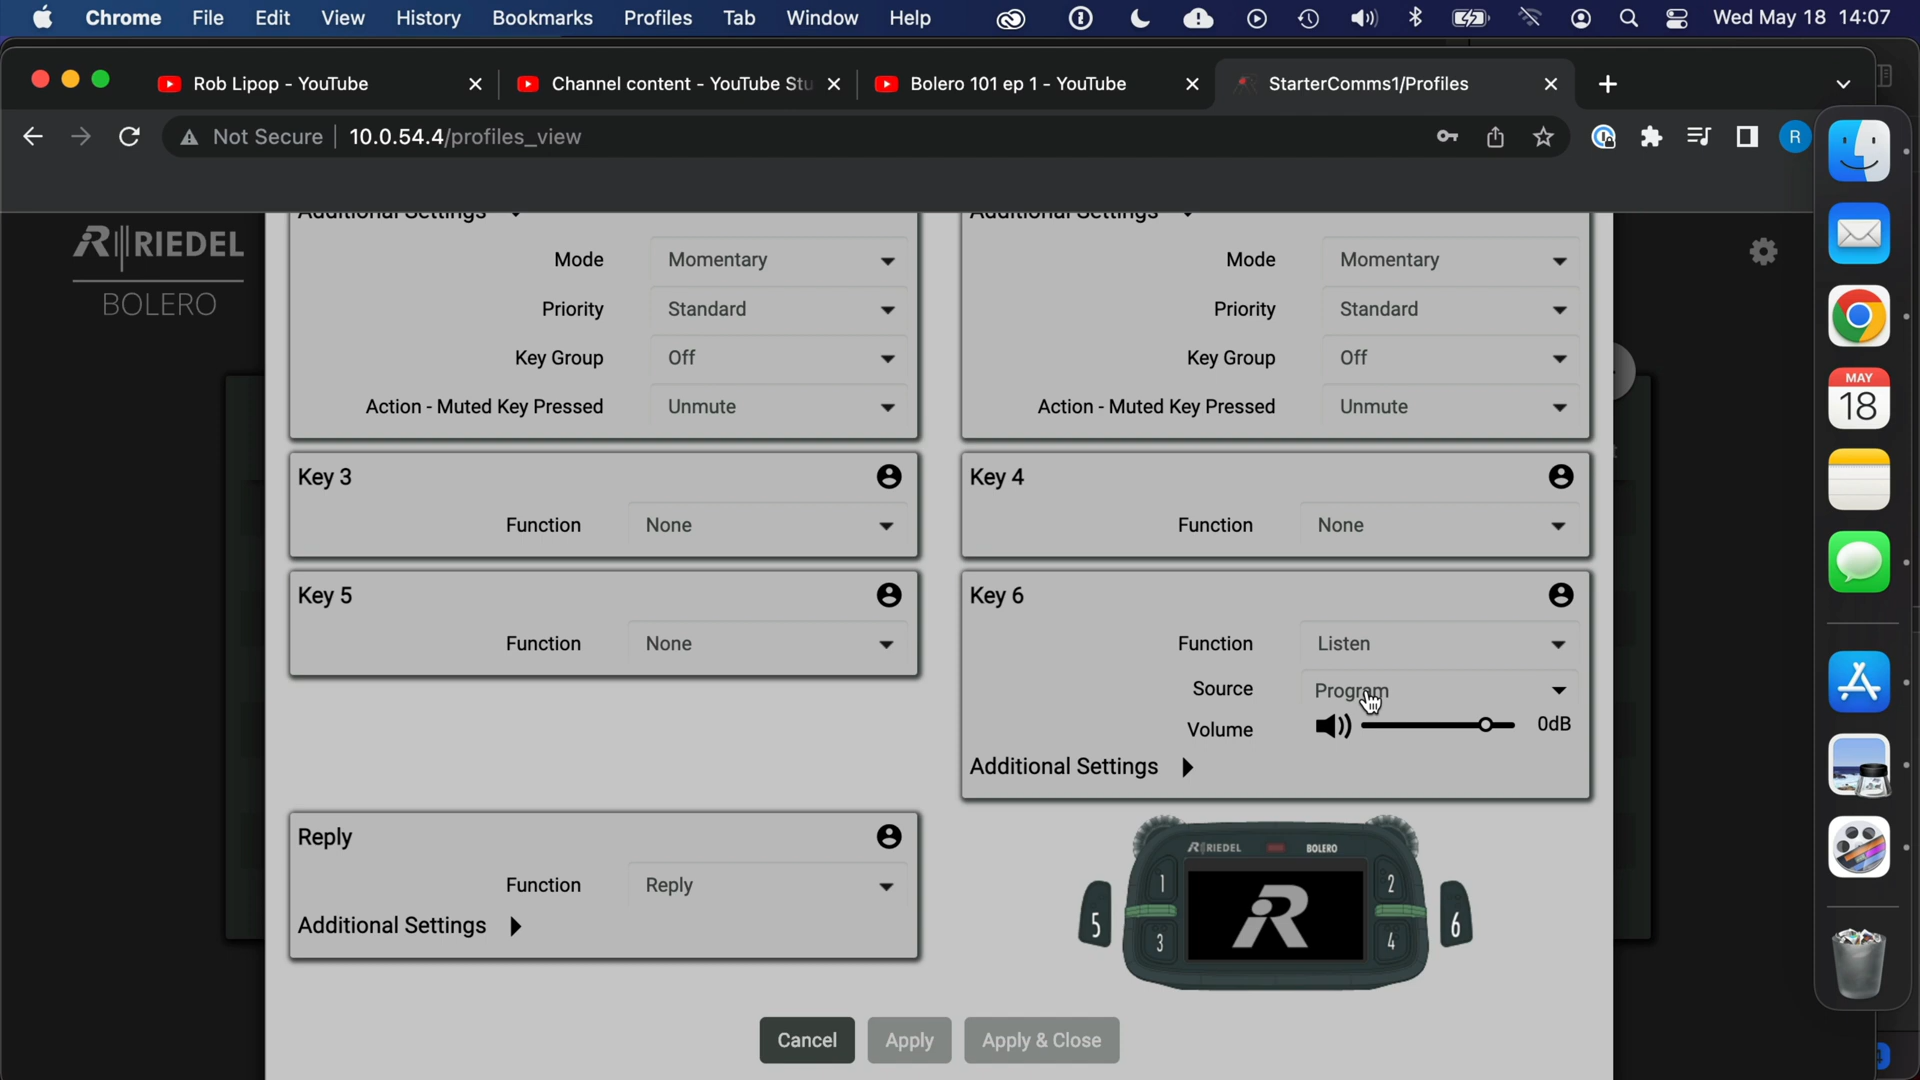 Chrome File Edit View History Bookmarks Profiles Tab Window Help Wed May 18 14:07
Rob Lipop - YouTube Channel content - YouTube Stu Bolero 101 ep 1 - YouTube StarterComms1/Profiles
Not Secure 10.0.54.4/profiles_view R
RIEDEL
BOLERO
Additional Settings Additional Settings
Mode Momentary Mode Momentary
Priority Standard Priority Standard
Key Group Off Key Group Off
Action - Muted Key Pressed Unmute Action - Muted Key Pressed Unmute
MAY
18
Key 3 Key 4
Function None Function None
Key 5 Key 6
Function None Function Listen
Source Program
Volume 0dB
Additional Settings
Reply
Function Reply
Additional Settings
RIEDEL BOLERO
1 2
5 6
3 4
Cancel Apply Apply & Close